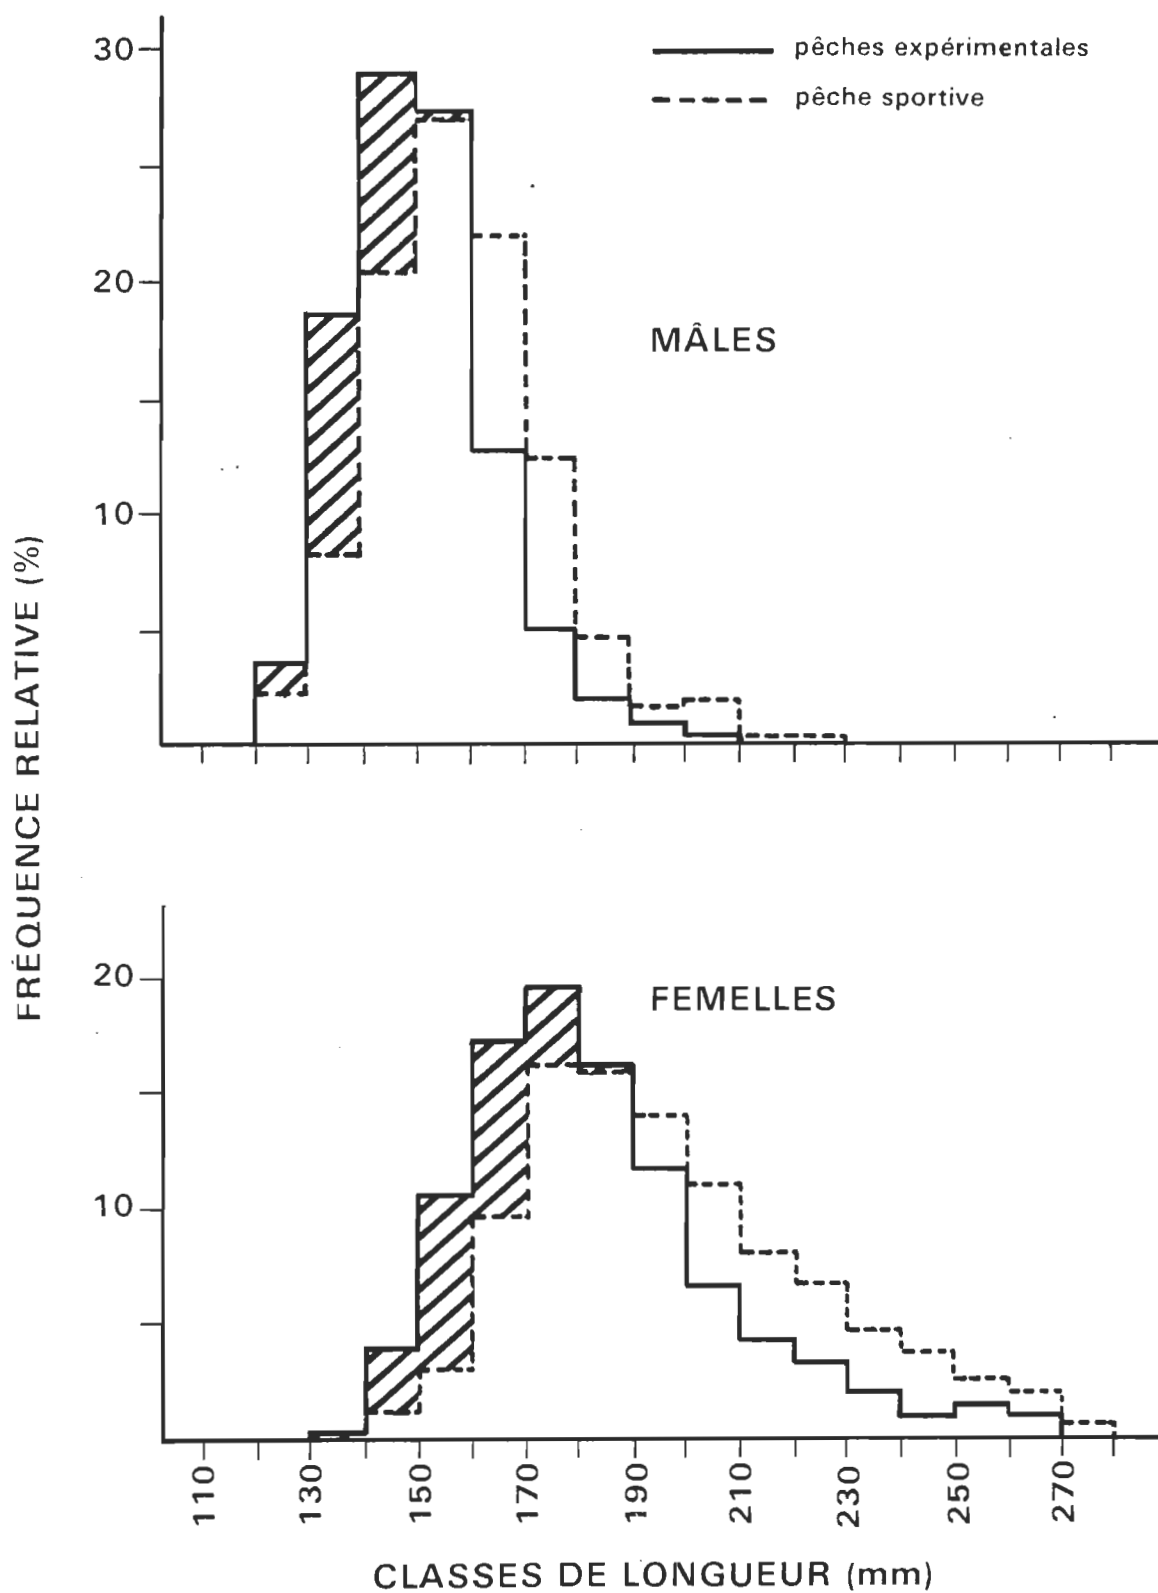 30
pêches expérimentales
pêche sportive
20
MÂLES
10
FRÉQUENCE RELATIVE (%)
20
FEMELLES
10
110 130 150 170 190 210 230 250 270
CLASSES DE LONGUEUR (mm)